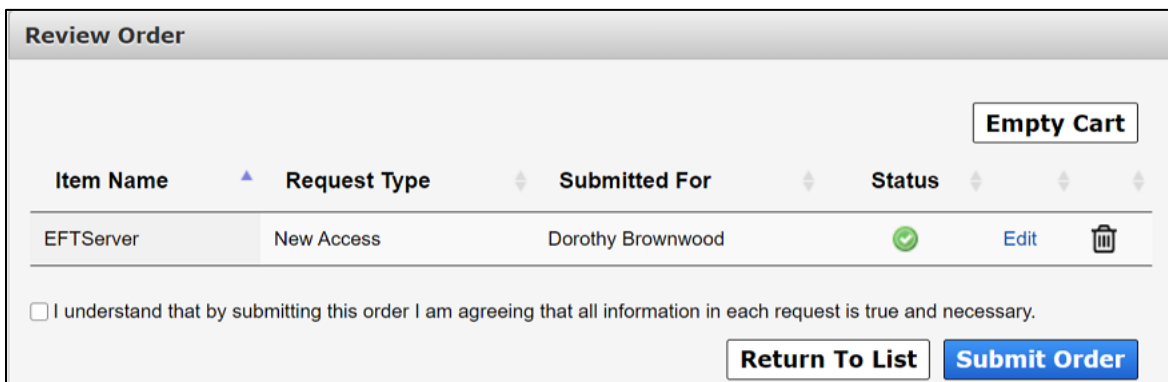 Review Order
Empty Cart
Item Name Request Type Submitted For Status
EFTServer New Access Dorothy Brownwood Edit
I understand that by submitting this order I am agreeing that all information in each request is true and necessary.
Return To List Submit Order